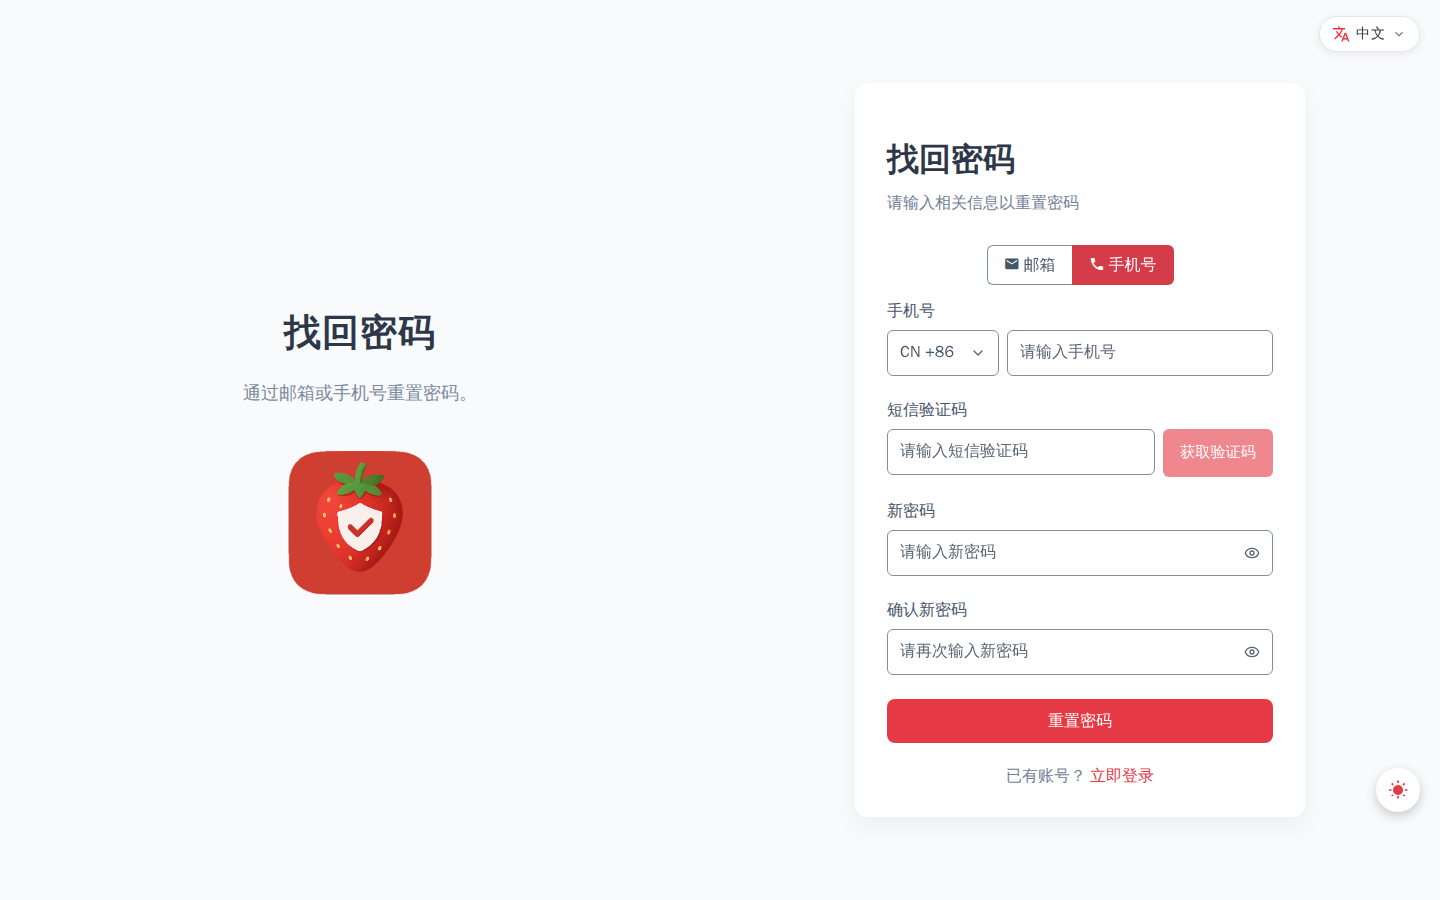 中文
找回密码
通过邮箱或手机号重置密码。
找回密码
请输入相关信息以重置密码
邮箱 手机号
手机号
CN +86 请输入手机号
短信验证码
请输入短信验证码 获取验证码
新密码
请输入新密码
确认新密码
请再次输入新密码
重置密码
已有账号？ 立即登录